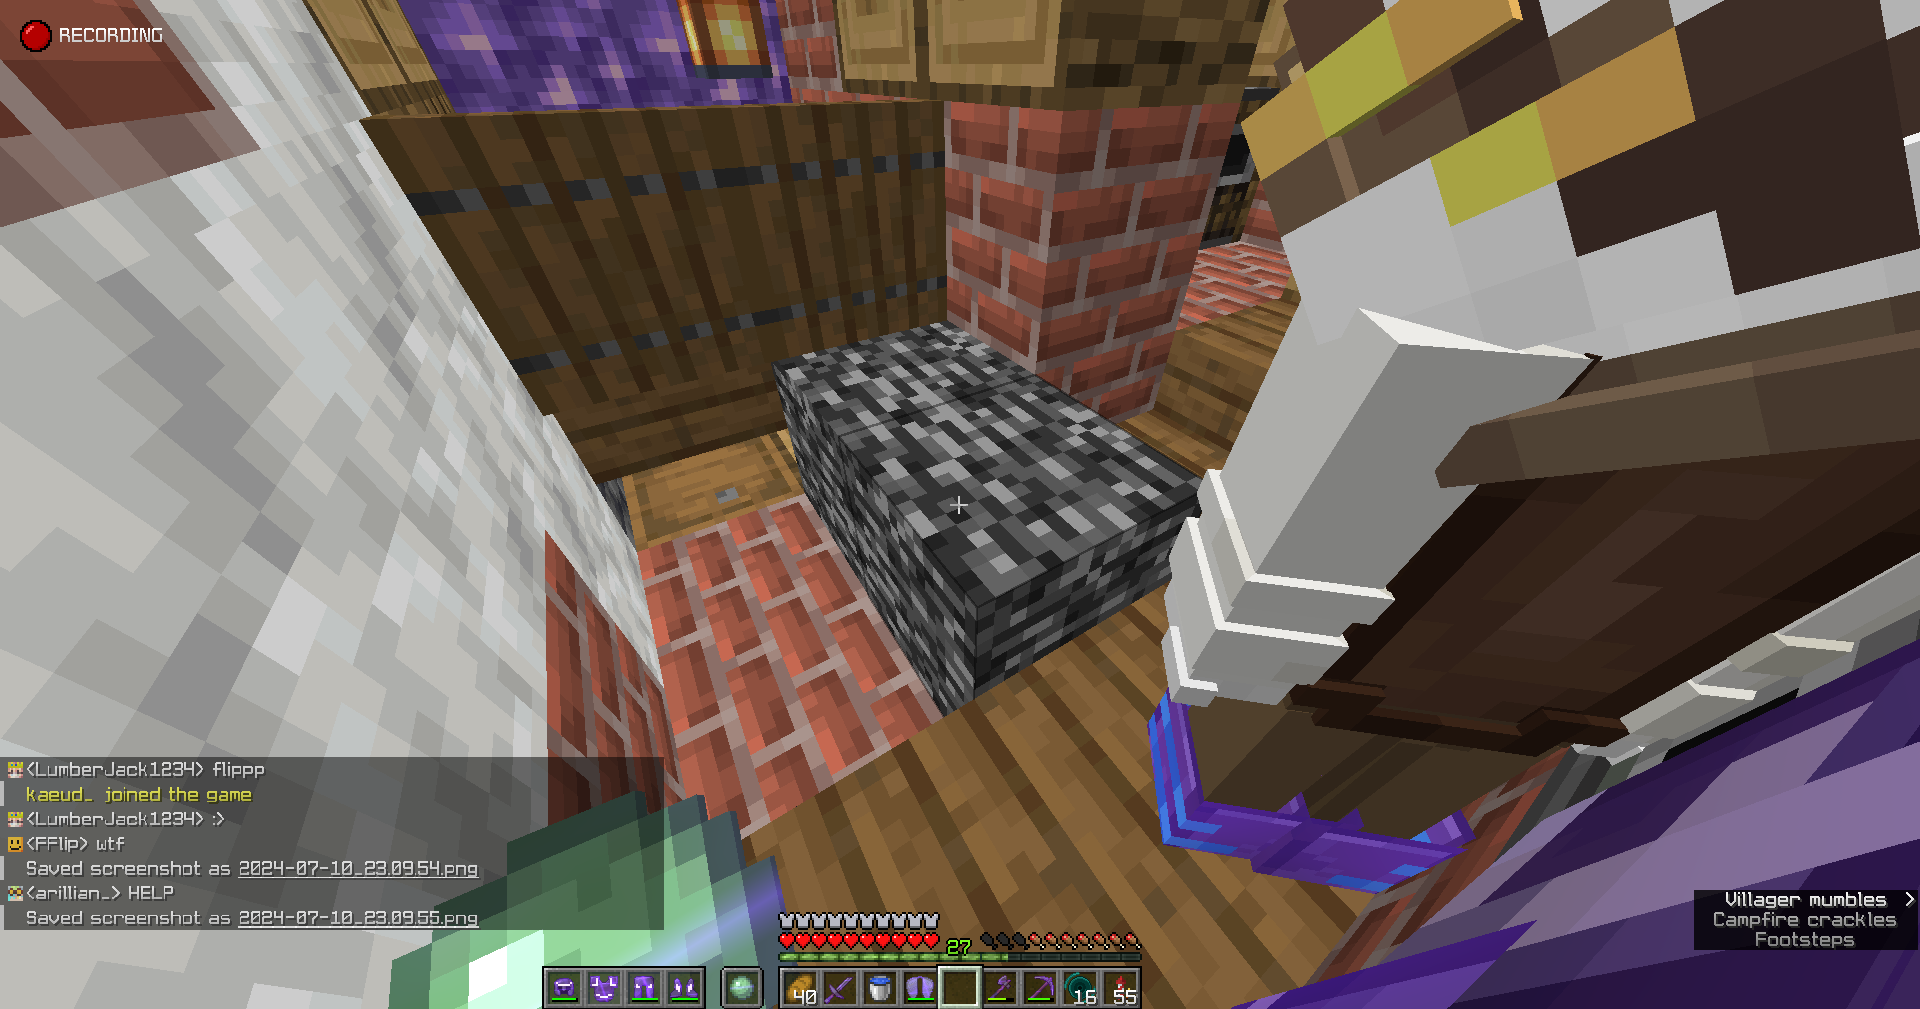 RECORDING
<LumberJack1234> flippp
kaeud_ joined the game
<LumberJack1234> :>
<FFlip> wtf
Saved screenshot as 2024-07-10_23.09.54.png
<arillian_> HELP
Saved screenshot as 2024-07-10_23.09.55.png
Villager mumbles >
Campfire crackles
Footsteps
27
40
16
55